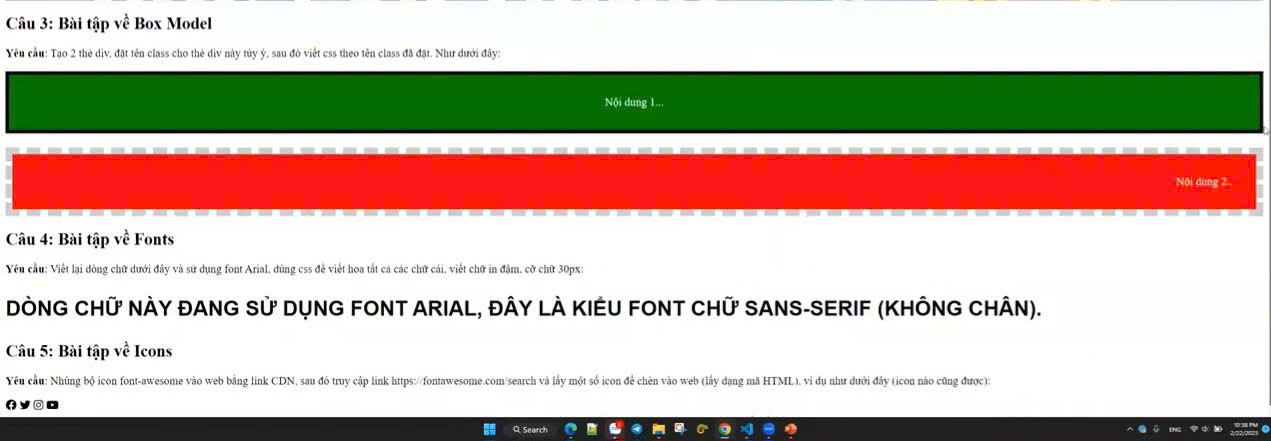 Câu 3: Bài tập về Box Model
Yêu cầu: Tạo 2 thẻ div, đặt tên class cho thẻ div này tùy ý, sau đó viết css theo tên class đã đặt. Như dưới đây:
Nội dung 1...
Nội dung 2..
Câu 4: Bài tập về Fonts
Yêu cầu: Viết lại dòng chữ dưới đây và sử dụng font Arial, dùng css để viết hoa tất cả các chữ cái, viết chữ in đậm, cỡ chữ 30px:
DÒNG CHỮ NÀY ĐANG SỬ DỤNG FONT ARIAL, ĐÂY LÀ KIỂU FONT CHỮ SANS-SERIF (KHÔNG CHÂN).
Câu 5: Bài tập về Icons
Yêu cầu: Nhúng bộ icon font-awesome vào web bằng link CDN, sau đó truy cập link https://fontawesome.com/search và lấy một số icon để chèn vào web (lấy dạng mã HTML), ví dụ như dưới đây (icon nào cũng được):
Search
ENG
10:38 PM
2/22/2023